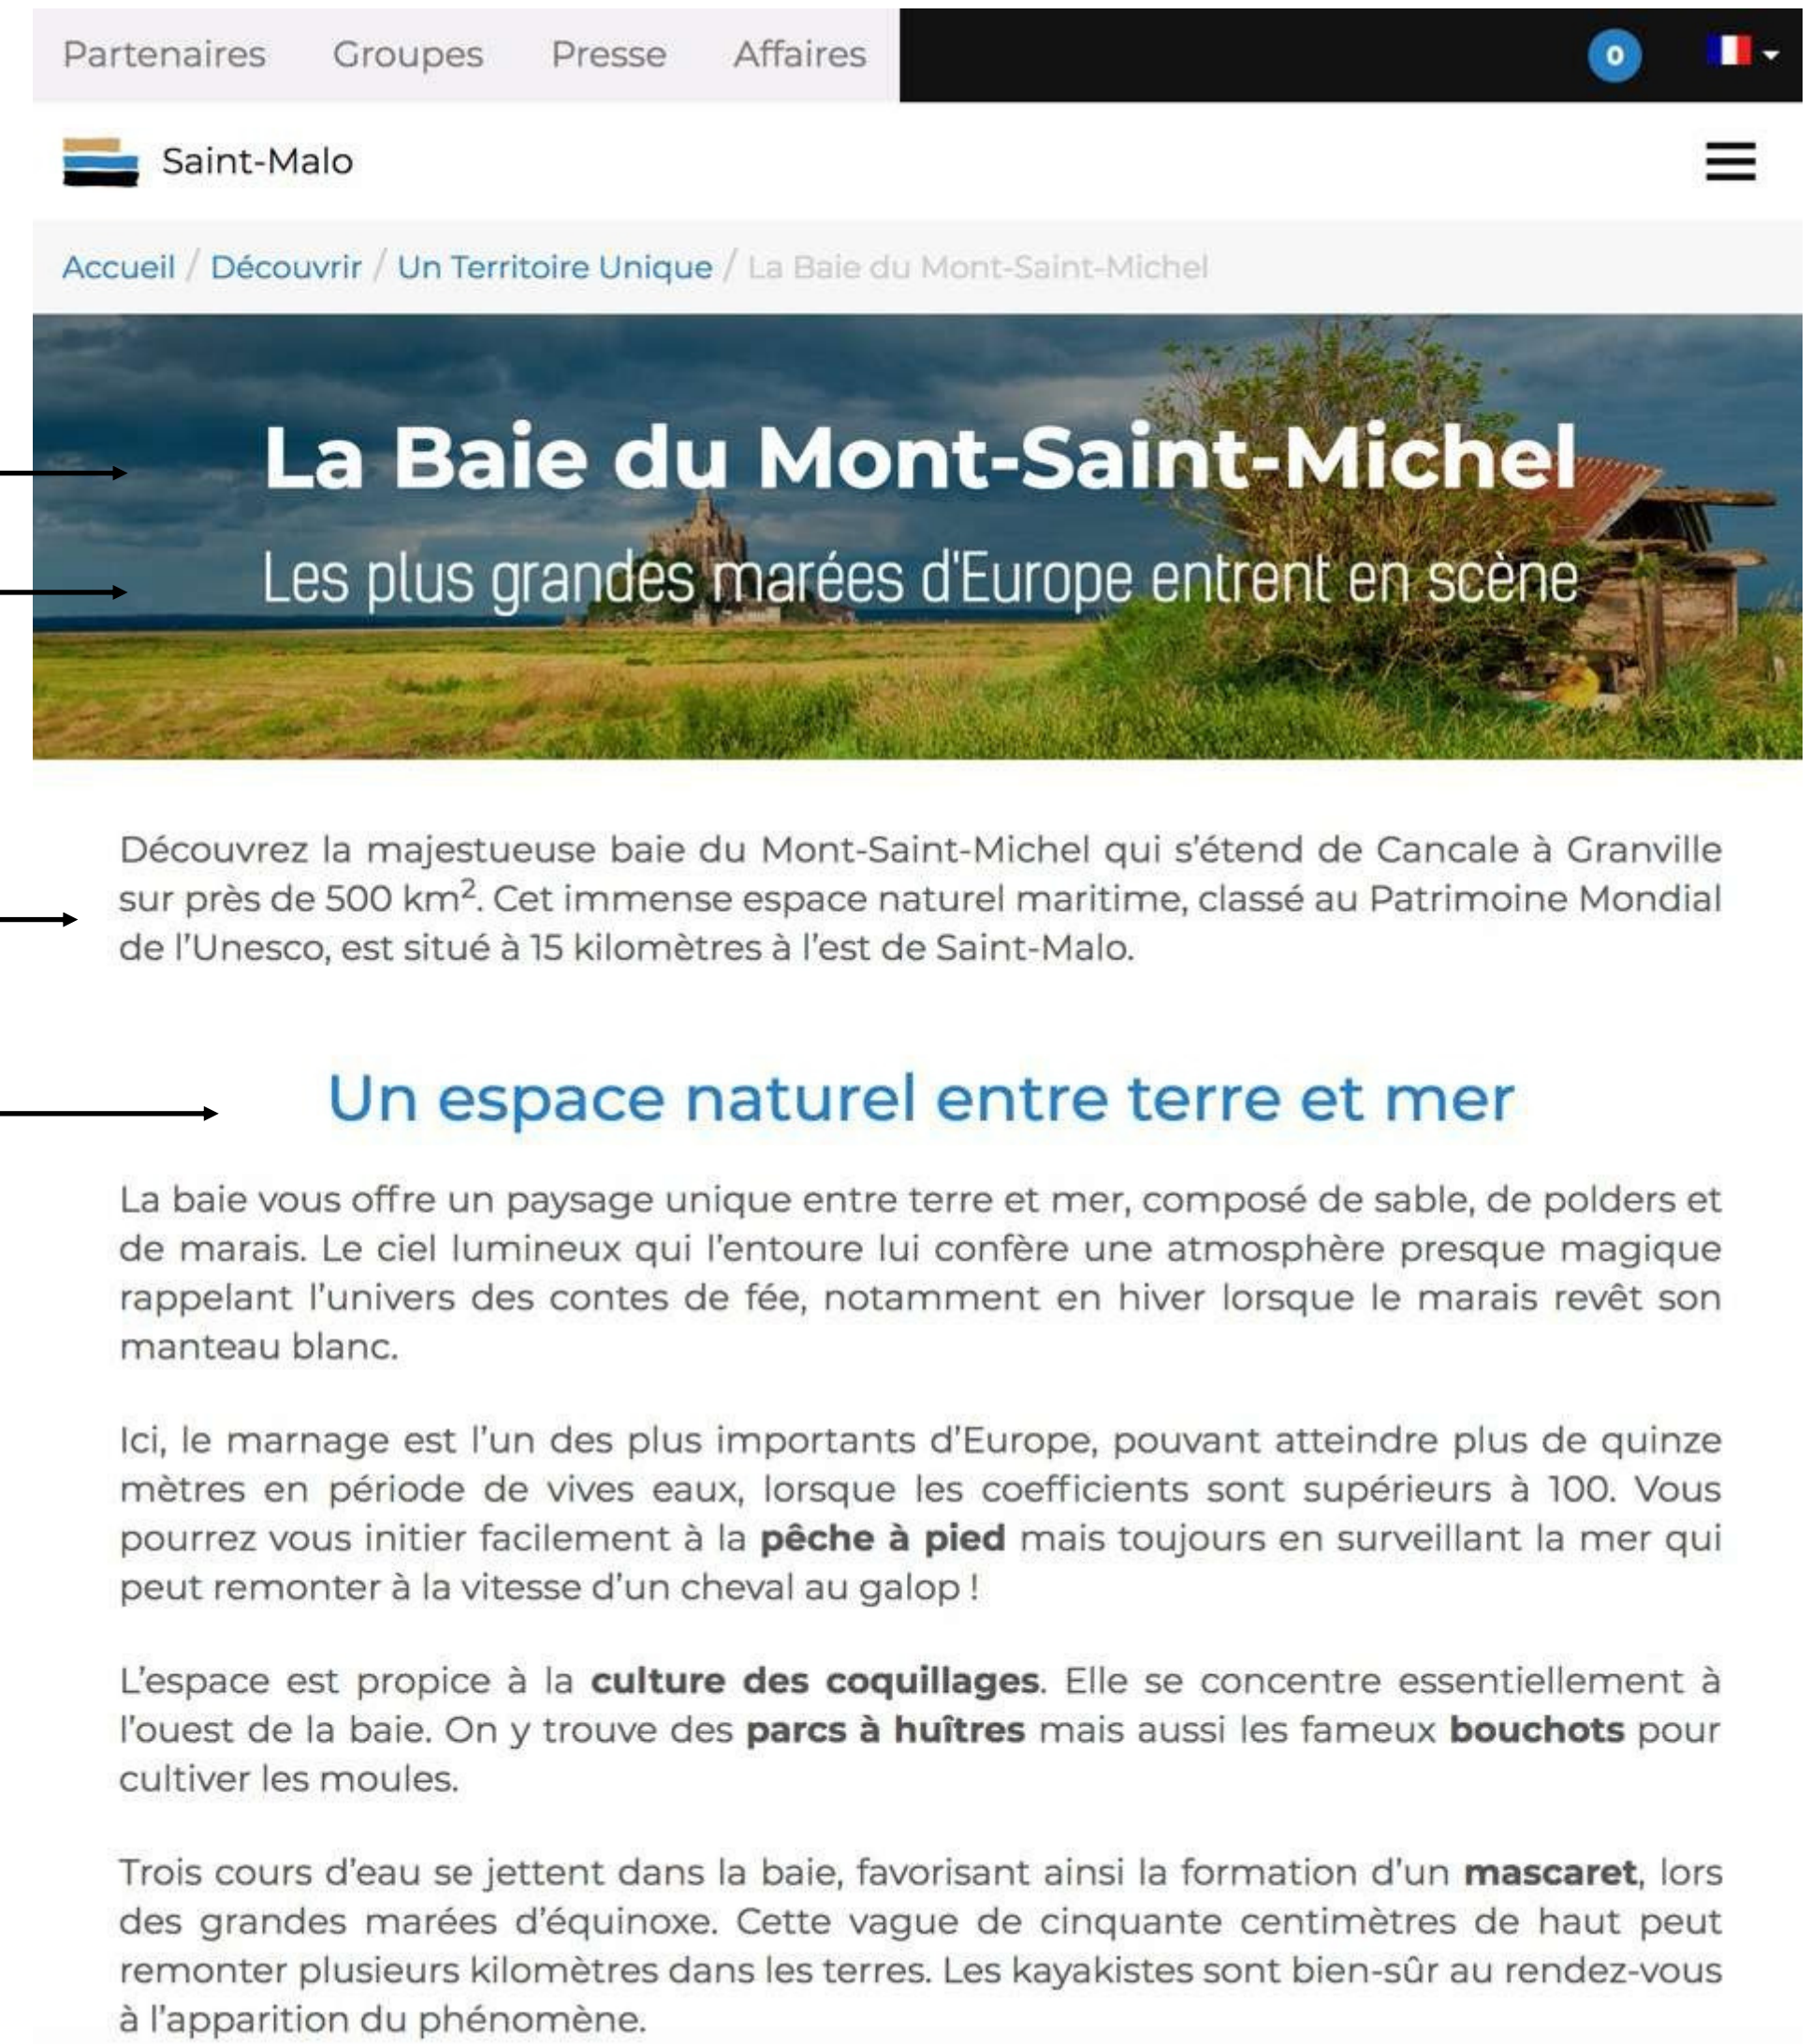 Partenaires Groupes Presse Affaires 0
Saint-Malo
Accueil / Découvrir / Un Territoire Unique / La Baie du Mont-Saint-Michel
La Baie du Mont-Saint-Michel
Les plus grandes marées d'Europe entrent en scène
Découvrez la majestueuse baie du Mont-Saint-Michel qui s’étend de Cancale à Granville
sur près de 500 km². Cet immense espace naturel maritime, classé au Patrimoine Mondial
de l’Unesco, est situé à 15 kilomètres à l’est de Saint-Malo.
Un espace naturel entre terre et mer
La baie vous offre un paysage unique entre terre et mer, composé de sable, de polders et
de marais. Le ciel lumineux qui l’entoure lui confère une atmosphère presque magique
rappelant l’univers des contes de fée, notamment en hiver lorsque le marais revêt son
manteau blanc.
Ici, le marnage est l’un des plus importants d’Europe, pouvant atteindre plus de quinze
mètres en période de vives eaux, lorsque les coefficients sont supérieurs à 100. Vous
pourrez vous initier facilement à la pêche à pied mais toujours en surveillant la mer qui
peut remonter à la vitesse d’un cheval au galop !
L’espace est propice à la culture des coquillages. Elle se concentre essentiellement à
l’ouest de la baie. On y trouve des parcs à huîtres mais aussi les fameux bouchots pour
cultiver les moules.
Trois cours d’eau se jettent dans la baie, favorisant ainsi la formation d’un mascaret, lors
des grandes marées d’équinoxe. Cette vague de cinquante centimètres de haut peut
remonter plusieurs kilomètres dans les terres. Les kayakistes sont bien-sûr au rendez-vous
à l’apparition du phénomène.